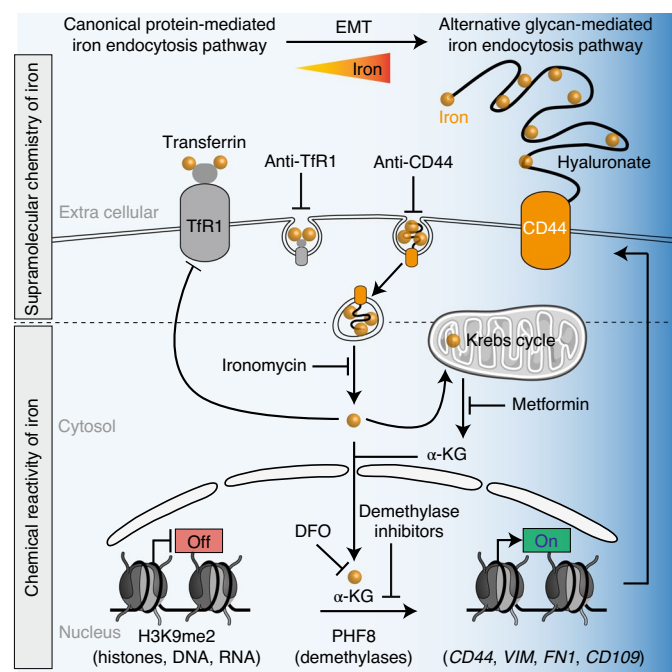 Canonical protein-mediated
iron endocytosis pathway
EMT
Iron
Alternative glycan-mediated
iron endocytosis pathway
Supramolecular chemistry of iron
Transferrin
Anti-TfR1
Anti-CD44
Iron
Hyaluronate
Extra cellular
TfR1
CD44
Chemical reactivity of iron
Krebs cycle
Ironomycin
Metformin
Cytosol
α-KG
Demethylase
inhibitors
DFO
Off
On
α-KG
Nucleus
H3K9me2
(histones, DNA, RNA)
PHF8
(demethylases)
(CD44, VIM, FN1, CD109)